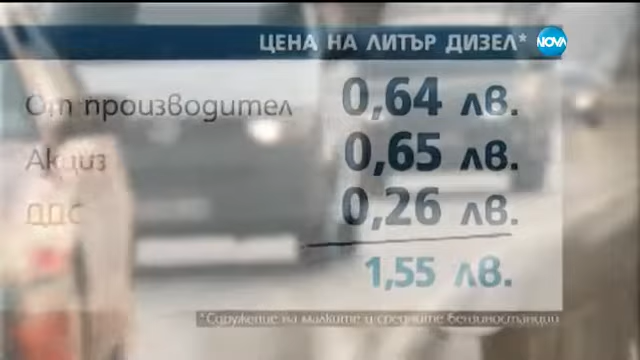 ЦЕНА НА ЛИТЪР ДИЗЕЛ*
NOVA
От производител 0,64 лв.
Акциз 0,65 лв.
ДДС 0,26 лв.
1,55 лв.
*Сдружение на малките и средните бензиностанции